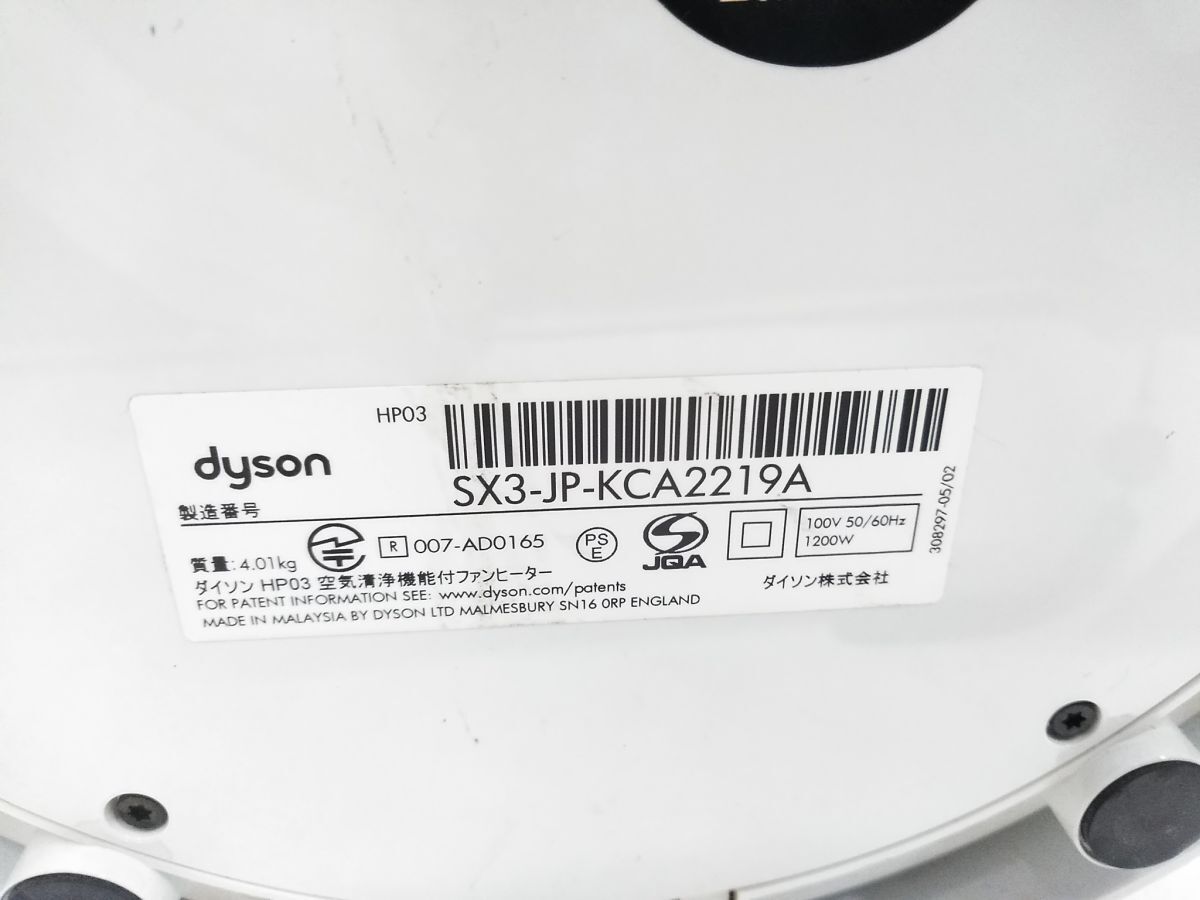 HP03
dyson
SX3-JP-KCA2219A
製造番号
質量:4.01kg
R 007-AD0165
PS E
JQA
100V 50/60Hz
1200W
308297-05/02
ダイソン HP03 空気清浄機能付ファンヒーター
ダイソン株式会社
FOR PATENT INFORMATION SEE: www.dyson.com/patents
MADE IN MALAYSIA BY DYSON LTD MALMESBURY SN16 0RP ENGLAND